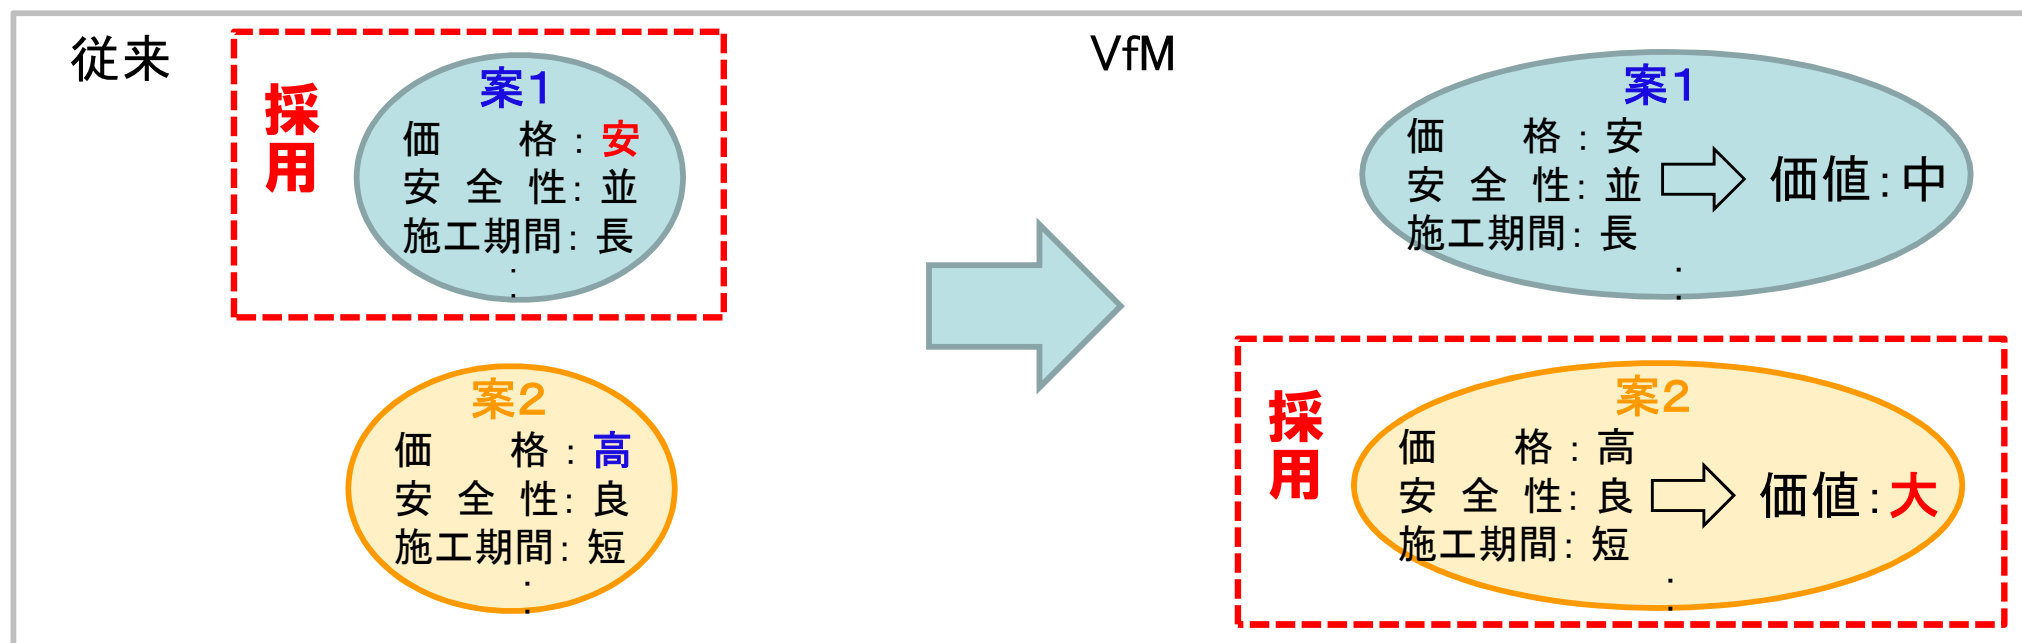 従来
採用
案1
価　　格：安
安 全 性：並
施工期間：長
：
案2
価　　格：高
安 全 性：良
施工期間：短
：
VfM
案1
価　　格：安
安 全 性：並
施工期間：長
：
価値：中
採用
案2
価　　格：高
安 全 性：良
施工期間：短
：
価値：大